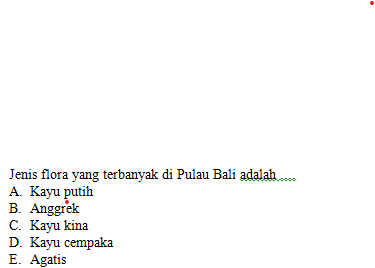 Jenis flora yang terbanyak di Pulau Bali adalah ....
A. Kayu putih
B. Anggrek
C. Kayu kina
D. Kayu cempaka
E. Agatis